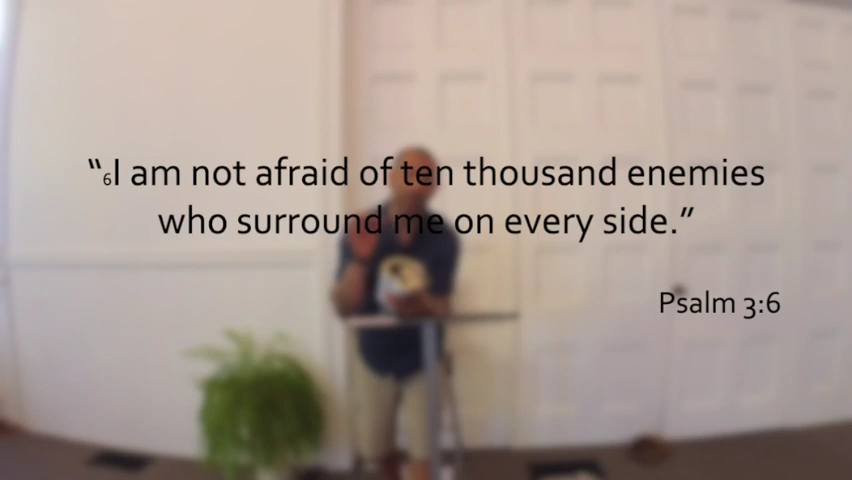 “6I am not afraid of ten thousand enemies
who surround me on every side.”
Psalm 3:6